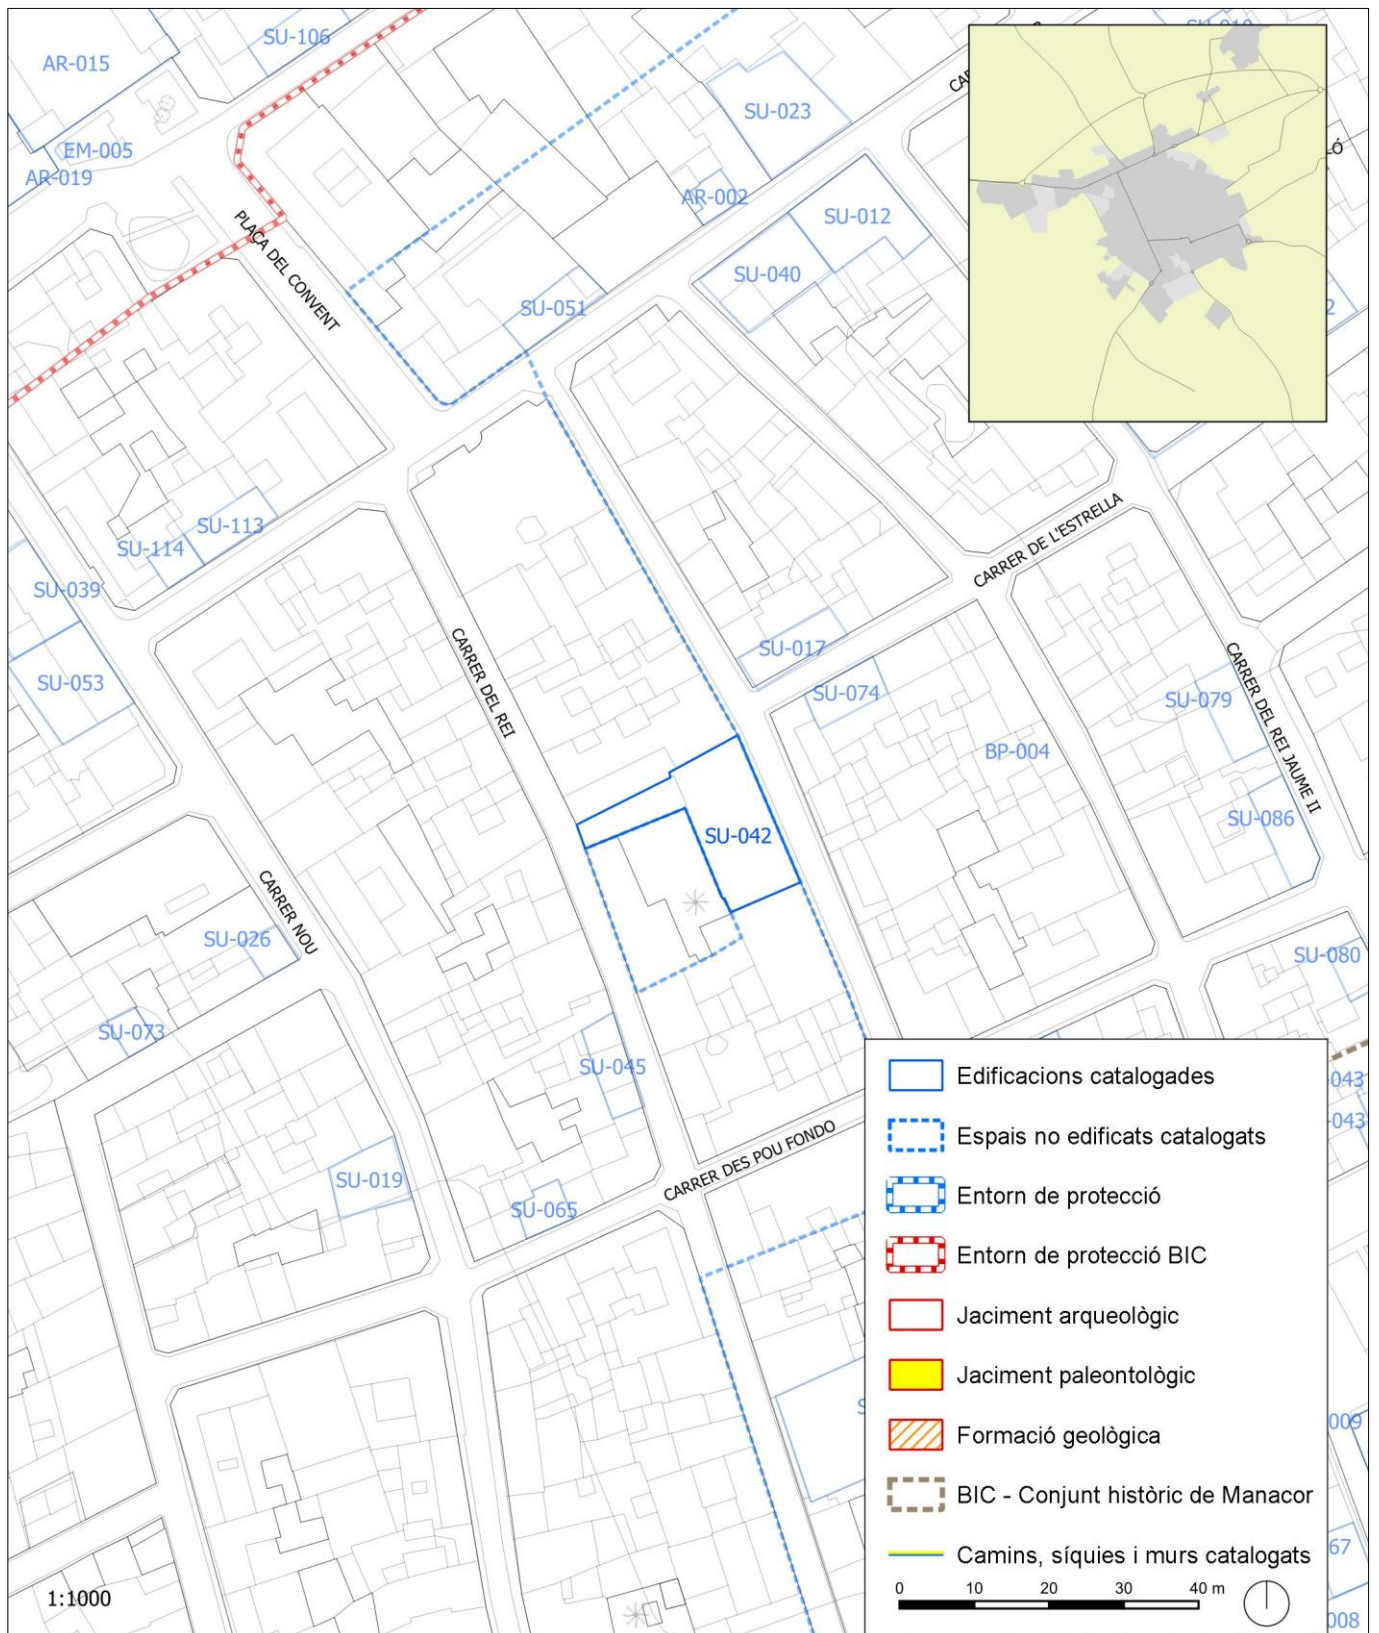 SU-106
SU-010
AR-015
SU-023
EM-005
AR-019
AR-002
SU-012
PLAÇA DEL CONVENT
SU-040
SU-051
LÓ
2
CARRER DE L'ESTRELLA
SU-113
SU-114
SU-039
CARRER DEL REI
SU-017
SU-053
SU-074
SU-079
CARRER DEL REI JAUME II
BP-004
SU-086
SU-042
CARRER NOU
SU-026
SU-080
SU-073
SU-045
CARRER DES POU FONDO
SU-019
SU-065
043
-043
009
67
008
Edificacions catalogades
Espais no edificats catalogats
Entorn de protecció
Entorn de protecció BIC
Jaciment arqueològic
Jaciment paleontològic
Formació geològica
BIC - Conjunt històric de Manacor
Camins, síquies i murs catalogats
0 10 20 30 40 m
1:1000